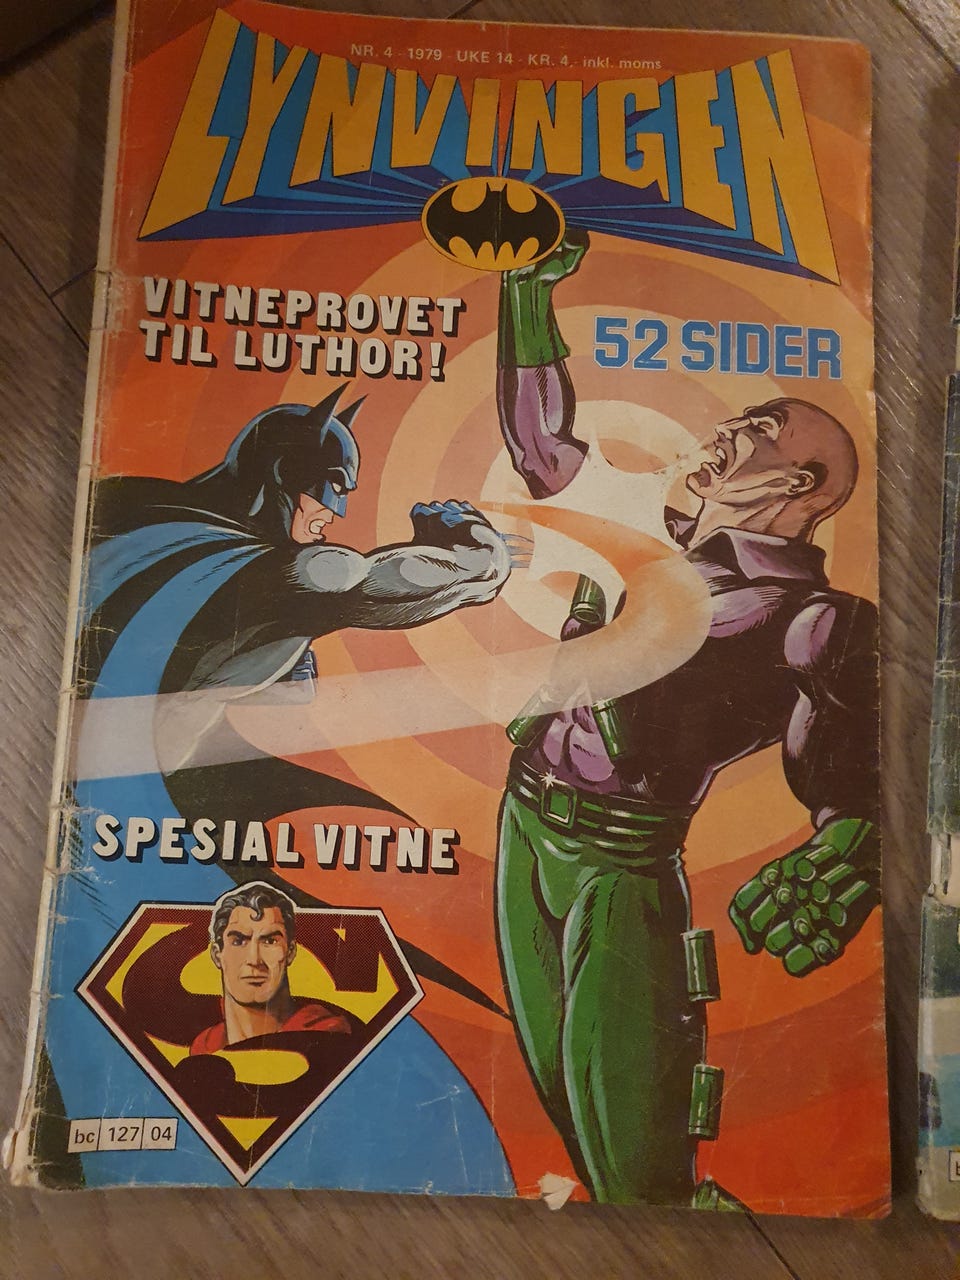 NR. 4 - 1979 - UKE 14 - KR. 4,- inkl. moms
LYNVINGEN
VITNEPROVET
TIL LUTHOR!
52 SIDER
SPESIAL VITNE
S
bc 127 04